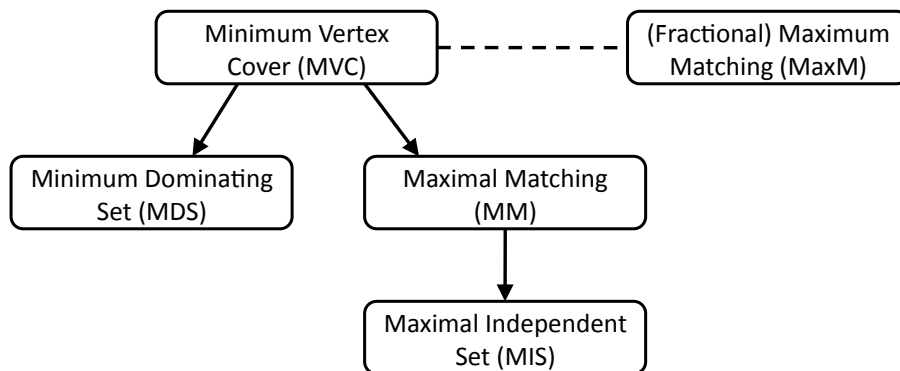 Minimum Vertex
Cover (MVC)
(Fractional) Maximum
Matching (MaxM)
Minimum Dominating
Set (MDS)
Maximal Matching
(MM)
Maximal Independent
Set (MIS)